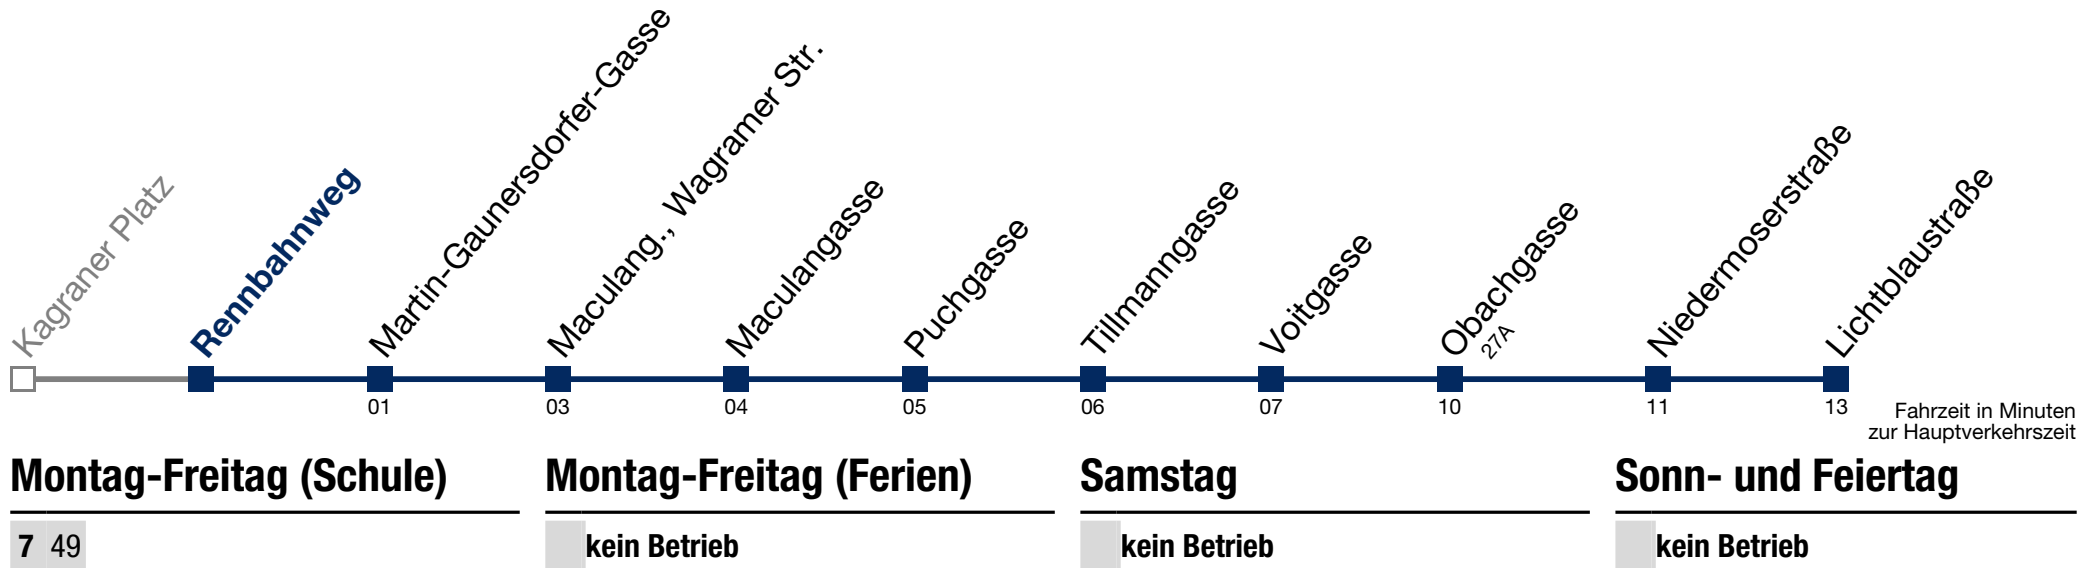 Kagraner Platz
Rennbahnweg
Martin-Gaunersdorfer-Gasse
Maculang., Wagramer Str.
Maculangasse
Puchgasse
Tillmanngasse
Voitgasse
Obachgasse
27A
Niedermoserstraße
Lichtblaustraße
01 03 04 05 06 07 10 11 13
Fahrzeit in Minuten
zur Hauptverkehrszeit
Montag-Freitag (Schule) Montag-Freitag (Ferien) Samstag Sonn- und Feiertag
7 49 kein Betrieb kein Betrieb kein Betrieb